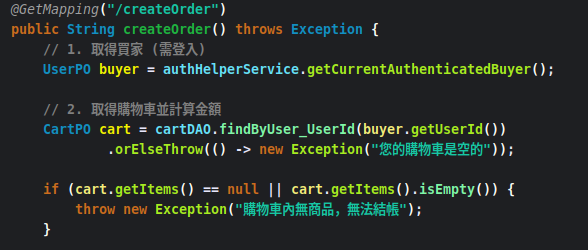 @GetMapping("/createOrder")
public String createOrder() throws Exception {
// 1. 取得買家 (需登入)
UserPO buyer = authHelperService.getCurrentAuthenticatedBuyer();
// 2. 取得購物車並計算金額
CartPO cart = cartDAO.findByUser_UserId(buyer.getUserId())
.orElseThrow(() -> new Exception("您的購物車是空的"));
if (cart.getItems() == null || cart.getItems().isEmpty()) {
throw new Exception("購物車內無商品, 無法結帳");
}